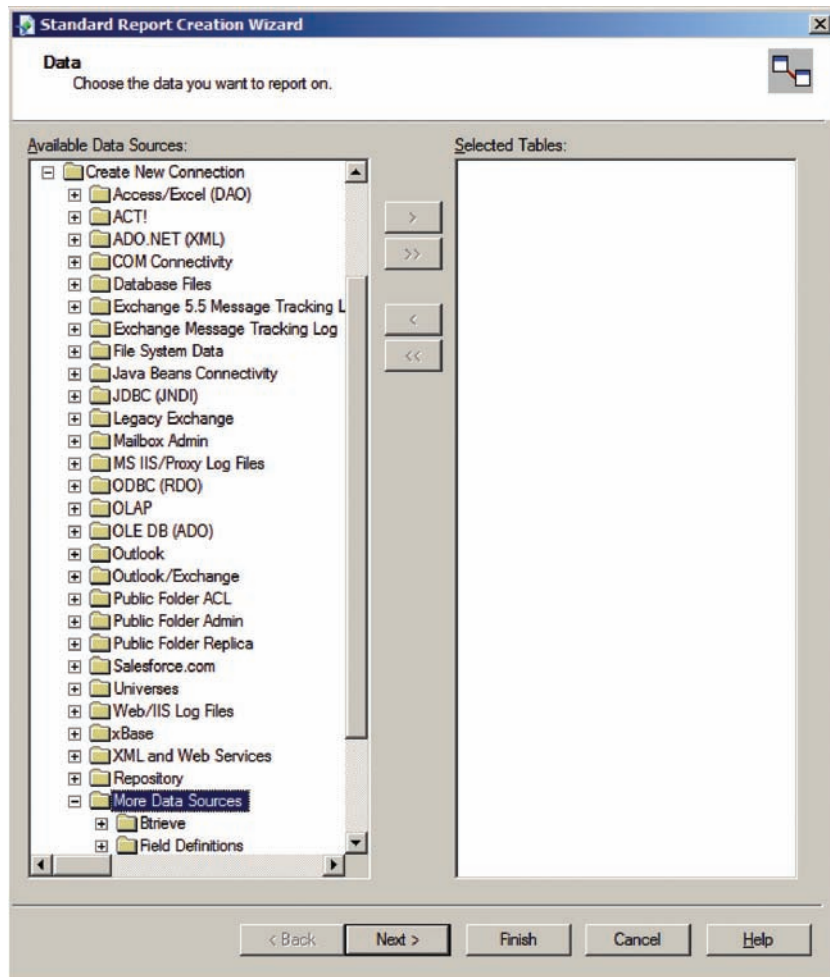 Standard Report Creation Wizard
Data
Choose the data you want to report on.
Available Data Sources:
Selected Tables:
Create New Connection
Access/Excel (DAO)
ACT!
ADO.NET (XML)
COM Connectivity
Database Files
Exchange 5.5 Message Tracking L
Exchange Message Tracking Log
File System Data
Java Beans Connectivity
JDBC (JNDI)
Legacy Exchange
Mailbox Admin
MS IIS/Proxy Log Files
ODBC (RDO)
OLAP
OLE DB (ADO)
Outlook
Outlook/Exchange
Public Folder ACL
Public Folder Admin
Public Folder Replica
Salesforce.com
Universes
Web/IIS Log Files
xBase
XML and Web Services
Repository
More Data Sources
Btrieve
Field Definitions
>
>>
<
<<
< Back
Next >
Finish
Cancel
Help